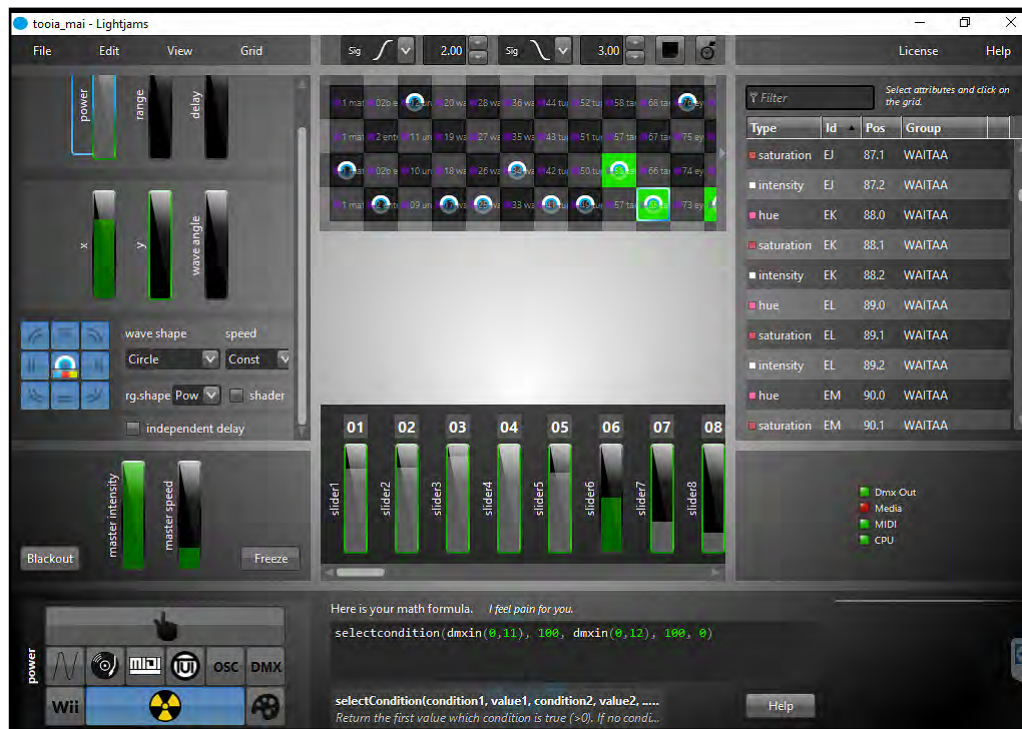 tooia_mai - Lightjams
File Edit View Grid
Sig 2.00 Sig 3.00
License Help
power range delay
x y wave angle
wave shape speed
Circle Const
rg.shape Pow shader
independent delay
master intensity master speed
Blackout Freeze
Filter
Select attributes and click on
the grid.
Type Id Pos Group
saturation EJ 87.1 WAITAA
intensity EJ 87.2 WAITAA
hue EK 88.0 WAITAA
saturation EK 88.1 WAITAA
intensity EK 88.2 WAITAA
hue EL 89.0 WAITAA
saturation EL 89.1 WAITAA
intensity EL 89.2 WAITAA
hue EM 90.0 WAITAA
saturation EM 90.1 WAITAA
01 02 03 04 05 06 07 08
slider1 slider2 slider3 slider4 slider5 slider6 slider7 slider8
Dmx Out
Media
MIDI
CPU
power
MIDI OSC DMX
Wii
Here is your math formula. I feel pain for you.
selectcondition(dmxin(0,11), 100, dmxin(0,12), 100, 0)
selectCondition(condition1, value1, condition2, value2, .....
Return the first value which condition is true (>0). If no condi...
Help